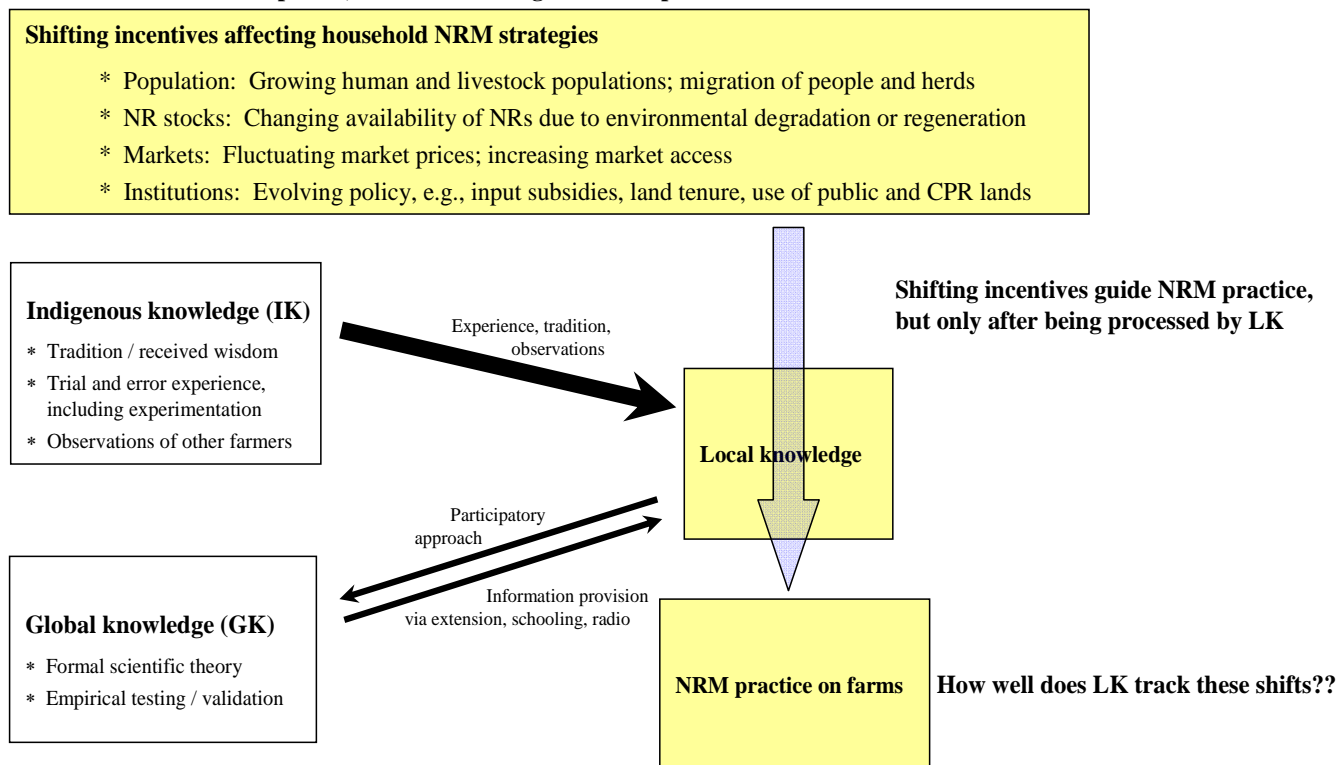 Shifting incentives affecting household NRM strategies
* Population: Growing human and livestock populations; migration of people and herds
* NR stocks: Changing availability of NRs due to environmental degradation or regeneration
* Markets: Fluctuating market prices; increasing market access
* Institutions: Evolving policy, e.g., input subsidies, land tenure, use of public and CPR lands
Indigenous knowledge (IK)
* Tradition / received wisdom
* Trial and error experience,
including experimentation
* Observations of other farmers
Experience, tradition,
observations
Shifting incentives guide NRM practice,
but only after being processed by LK
Local knowledge
Participatory
approach
Information provision
via extension, schooling, radio
Global knowledge (GK)
* Formal scientific theory
* Empirical testing / validation
NRM practice on farms
How well does LK track these shifts??